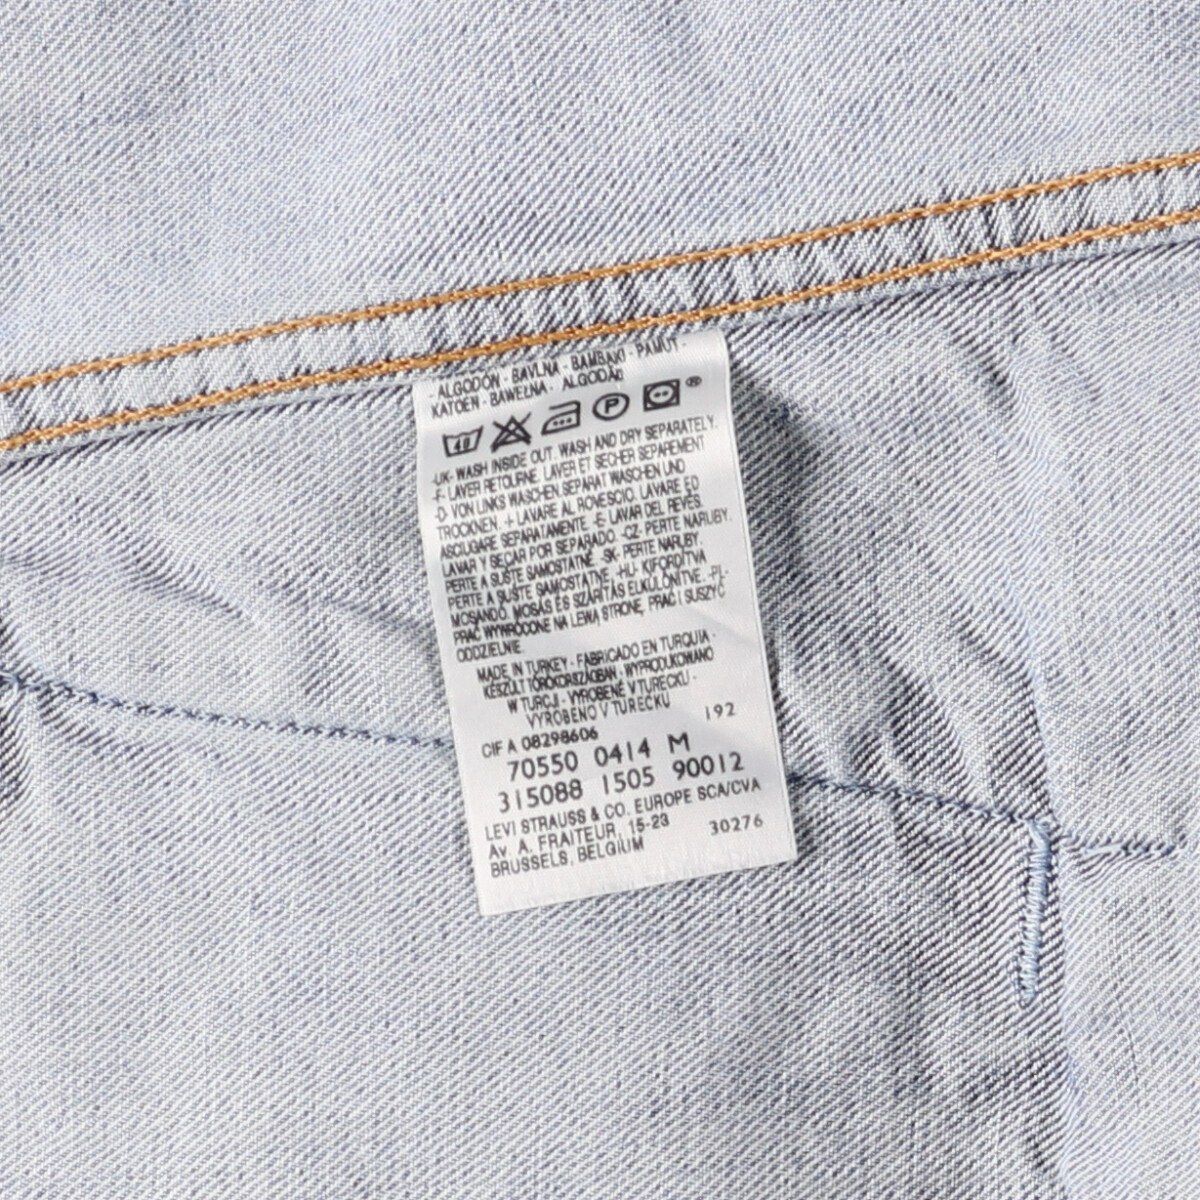 - ALGODÓN - BAVLNA - BAMBAKI - PAMUT -
KATOEN - BAWEŁNA - ALGODÃO
40 P ®
-UK- WASH INSIDE OUT. WASH AND DRY SEPARATELY.
-F- LAVER RETOURNE. LAVER ET SECHER SEPAREMENT
-D- VON LINKS WASCHEN. SEPARAT WASCHEN UND
TROCKNEN. -I- LAVARE AL ROVESCIO. LAVARE ED
ASCIUGARE SEPARATAMENTE. -E- LAVAR DEL REVÉS.
LAVAR Y SECAR POR SEPARADO. -CZ- PERTE NARUBY.
PERTE A SUŠTE SAMOSTATNĚ. -SK- PERTE NARUBY.
PERTE A SUŠTE SAMOSTATNE. -HU- KIFORDÍTVA
MOSANDÓ. MOSÁS ÉS SZÁRÍTÁS ELKÜLÖNÍTVE. -PL-
PRAĆ WYWRÓCONE NA LEWĄ STRONĘ, PRAĆ I SUSZYĆ
ODDZIELNIE.
MADE IN TURKEY - FABRICADO EN TURQUIA -
KÉSZÜLT TÖRÖKORSZÁGBAN - WYPRODUKOWANO
W TURCJI - VYROBENÉ V TURECKU -
VYROBENO V TURECKU
192
CIF A 08298606
70550 0414 M
315088 1505 90012
LEVI STRAUSS & CO. EUROPE SCA/CVA
Av. A. FRAITEUR, 15-23 30276
BRUSSELS, BELGIUM